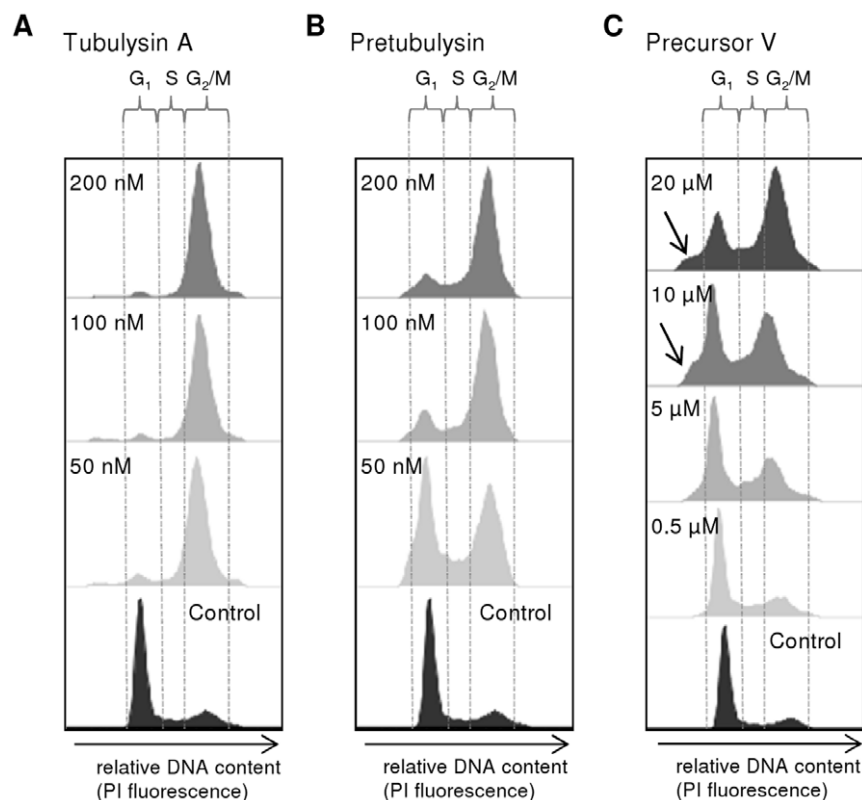 A
Tubulysin A
G₁ S G₂/M
200 nM
100 nM
50 nM
Control
relative DNA content
(PI fluorescence)
B
Pretubulysin
G₁ S G₂/M
200 nM
100 nM
50 nM
Control
relative DNA content
(PI fluorescence)
C
Precursor V
G₁ S G₂/M
20 µM
10 µM
5 µM
0.5 µM
Control
relative DNA content
(PI fluorescence)